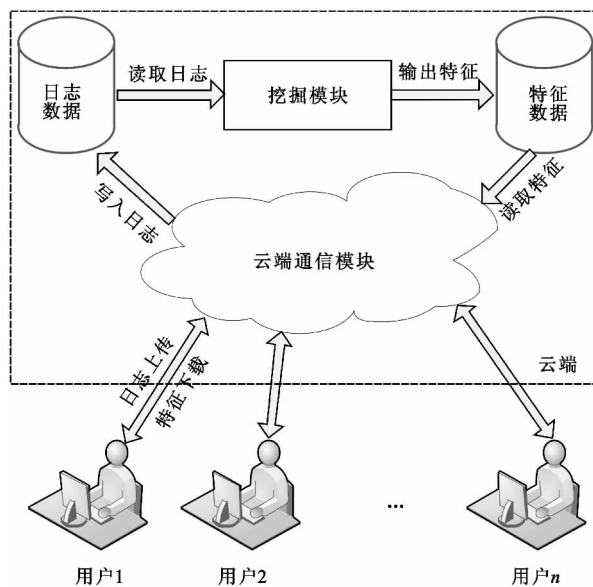 日志
数据
读取日志
挖掘模块
输出特征
特征
数据
写入日志
读取特征
云端通信模块
日志上传
特征下载
云端
...
用户1
用户2
用户n